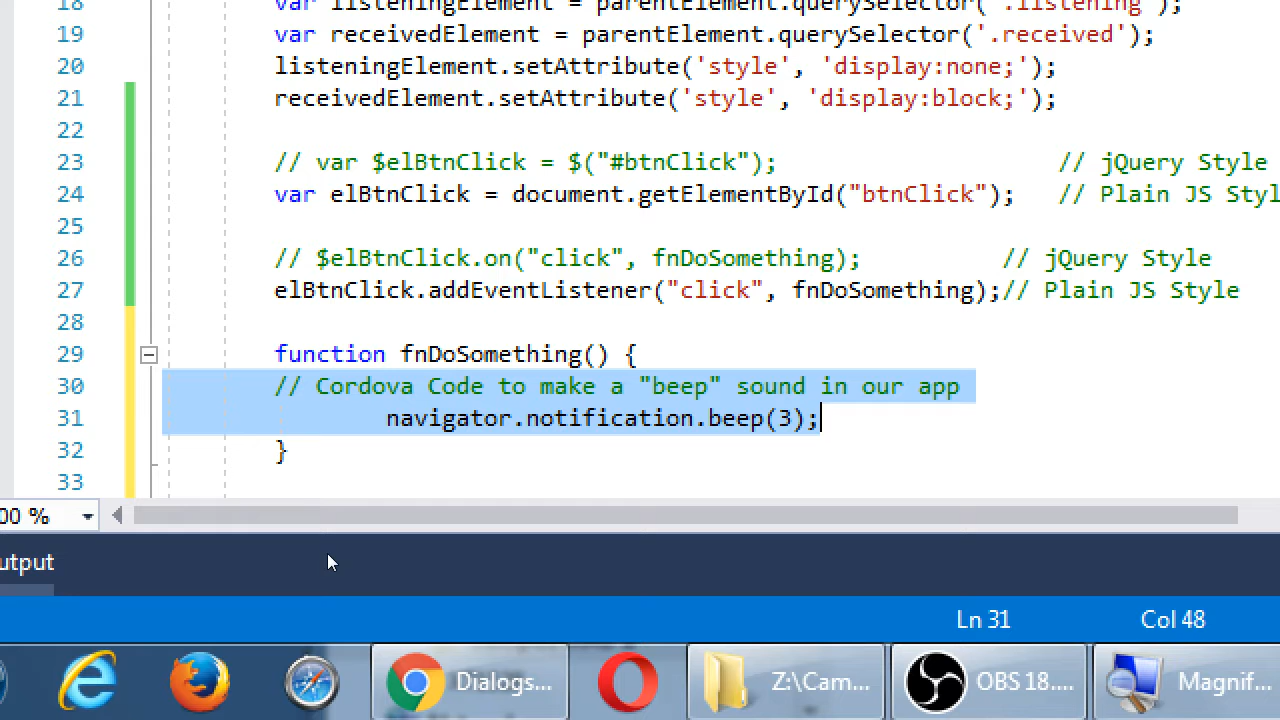 18 var listeningElement = parentElement.querySelector('.listening');
19 var receivedElement = parentElement.querySelector('.received');
20 listeningElement.setAttribute('style', 'display:none;');
21 receivedElement.setAttribute('style', 'display:block;');
22
23 // var $elBtnClick = $("#btnClick"); // jQuery Style
24 var elBtnClick = document.getElementById("btnClick"); // Plain JS Styl
25
26 // $elBtnClick.on("click", fnDoSomething); // jQuery Style
27 elBtnClick.addEventListener("click", fnDoSomething);// Plain JS Style
28
29 function fnDoSomething() {
30 // Cordova Code to make a "beep" sound in our app
31 navigator.notification.beep(3);
32 }
33
00 %
utput
Ln 31 Col 48
Dialogs... Z:\Cam... OBS 18.... Magnif...